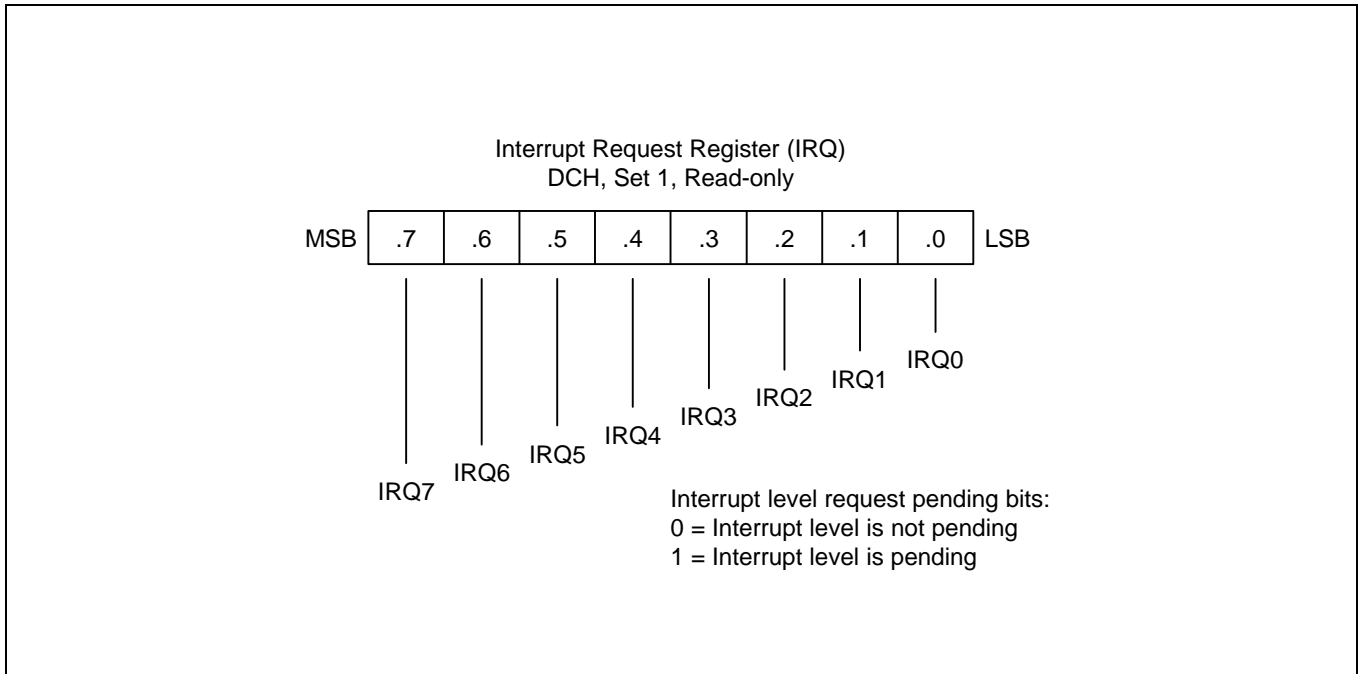 Interrupt Request Register (IRQ)
DCH, Set 1, Read-only
MSB .7 .6 .5 .4 .3 .2 .1 .0 LSB
IRQ0
IRQ1
IRQ2
IRQ3
IRQ4
IRQ5
IRQ6
IRQ7
Interrupt level request pending bits:
0 = Interrupt level is not pending
1 = Interrupt level is pending